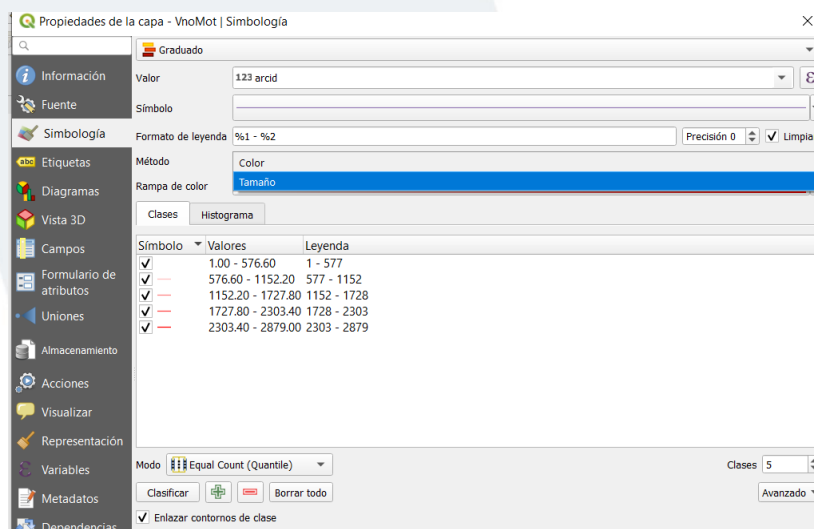 Propiedades de la capa - VnoMot | Simbología
Información
Fuente
Simbología
Etiquetas
Diagramas
Vista 3D
Campos
Formulario de
atributos
Uniones
Almacenamiento
Acciones
Visualizar
Representación
Variables
Metadatos
Dependencias
Graduado
Valor 123 arcid ε
Símbolo
Formato de leyenda %1 - %2 Precisión 0 Limpia
Método Color
Tamaño
Rampa de color
Clases Histograma
Símbolo Valores Leyenda
1.00 - 576.60 1 - 577
576.60 - 1152.20 577 - 1152
1152.20 - 1727.80 1152 - 1728
1727.80 - 2303.40 1728 - 2303
2303.40 - 2879.00 2303 - 2879
Modo Equal Count (Quantile) Clases 5
Clasificar Borrar todo Avanzado
Enlazar contornos de clase